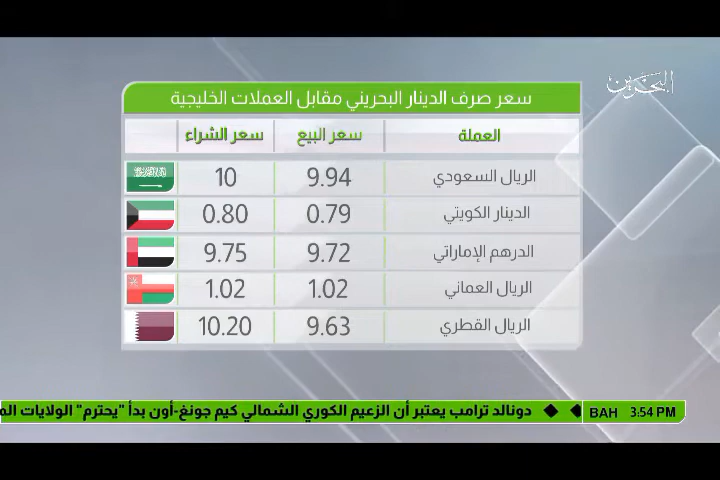 البحرين
سعر صرف الدينار البحريني مقابل العملات الخليجية
العملة سعر البيع سعر الشراء
الريال السعودي 9.94 10
الدينار الكويتي 0.79 0.80
الدرهم الإماراتي 9.72 9.75
الريال العماني 1.02 1.02
الريال القطري 9.63 10.20
BAH 3:54 PM
دونالد ترامب يعتبر أن الزعيم الكوري الشمالي كيم جونغ-أون بدأ "يحترم" الولايات